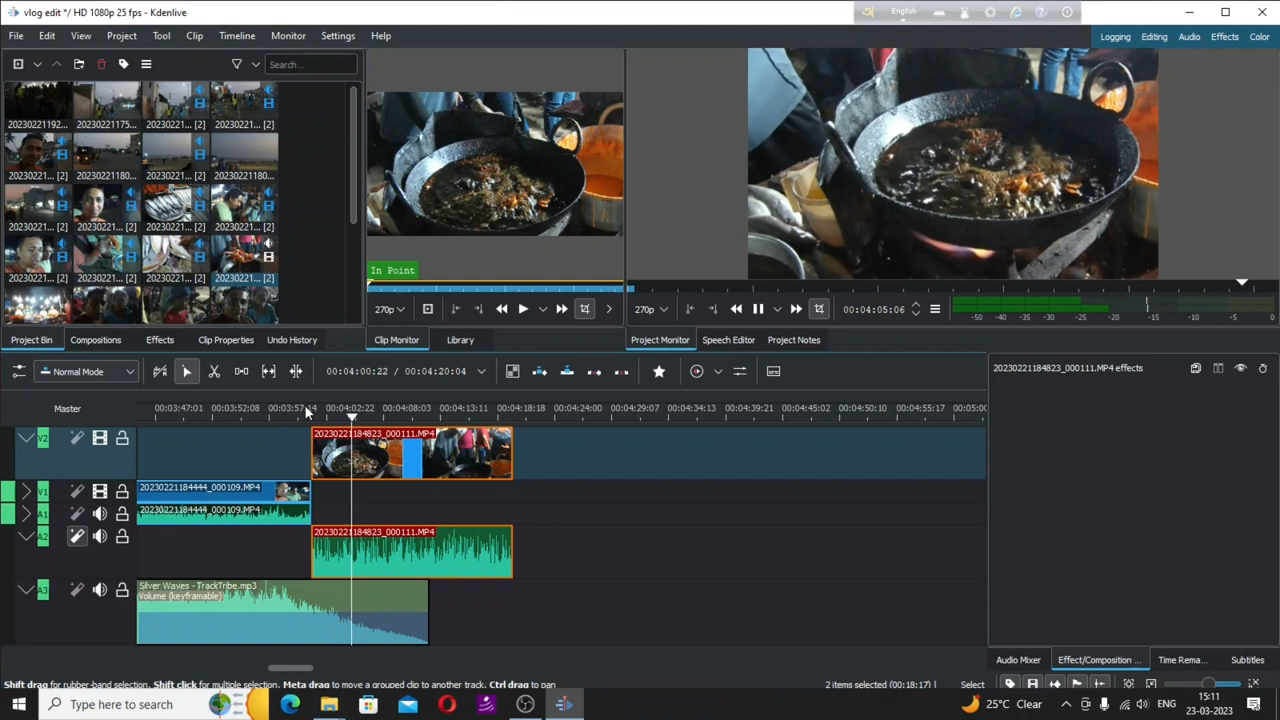 vlog edit */ HD 1080p 25 fps - Kdenlive
English
File Edit View Project Tool Clip Timeline Monitor Settings Help
Logging Editing Audio Effects Color
Search...
20230221192... 20230221175... 20230221... [2] 20230221... [2]
20230221... [2] 20230221180... 20230221... [2] 20230221180...
20230221... [2] 20230221... [2] 20230221... [2] 20230221... [2]
20230221... [2] 20230221... [2] 20230221... [2] 20230221... [2]
In Point
270p
270p
00:04:05:06
-50 -40 -35 -30 -25 -20 -15 -10 -5 0
Project Bin Compositions Effects Clip Properties Undo History
Clip Monitor Library
Project Monitor Speech Editor Project Notes
Normal Mode
00:04:00:22 / 00:04:20:04
20230221184823_000111.MP4 effects
Master
00:03:47:01 00:03:52:08 00:03:57:14 00:04:02:22 00:04:08:03 00:04:13:11 00:04:18:18 00:04:24:00 00:04:29:07 00:04:34:13 00:04:39:21 00:04:45:02 00:04:50:10 00:04:55:17 00:05:00
V2
20230221184823_000111.MP4
V1
20230221184444_000109.MP4
A1
20230221184444_000109.MP4
A2
20230221184823_000111.MP4
A3
Silver Waves - TrackTribe.mp3
Volume (keyframable)
Audio Mixer Effect/Composition ... Time Rema... Subtitles
Shift drag for rubber-band selection, Shift click for multiple selection, Meta drag to move a grouped clip to another track, Ctrl drag to pan
2 items selected (00:18:17)
Select
Type here to search
25°C Clear
ENG
15:11
23-03-2023